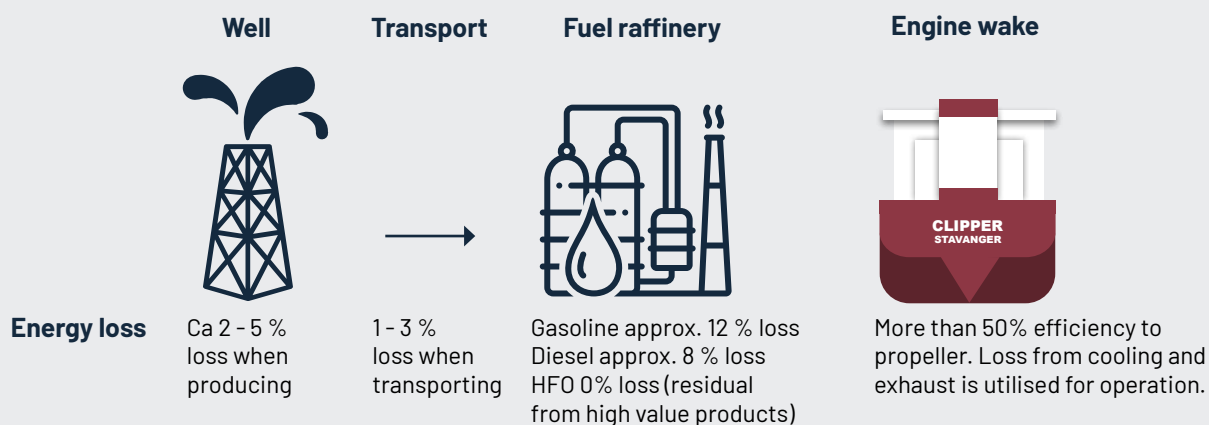 Well
Transport
Fuel raffinery
Engine wake
CLIPPER
STAVANGER
Energy loss
Ca 2 - 5 %
loss when
producing
1 - 3 %
loss when
transporting
Gasoline approx. 12 % loss
Diesel approx. 8 % loss
HFO 0% loss (residual
from high value products)
More than 50% efficiency to
propeller. Loss from cooling and
exhaust is utilised for operation.